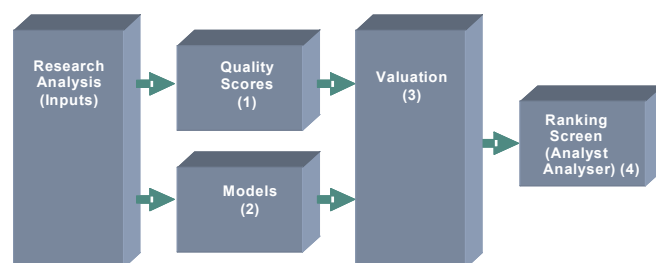 Research
Analysis
(Inputs)
Quality
Scores
(1)
Models
(2)
Valuation
(3)
Ranking
Screen
(Analyst
Analyser) (4)